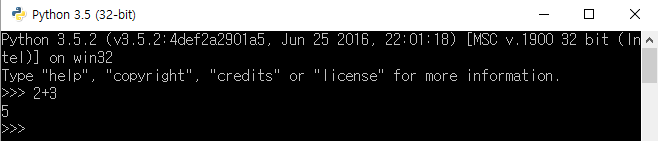 Python 3.5 (32-bit)
Python 3.5.2 (v3.5.2:4def2a2901a5, Jun 25 2016, 22:01:18) [MSC v.1900 32 bit (In
tel)] on win32
Type "help", "copyright", "credits" or "license" for more information.
>>> 2+3
5
>>>